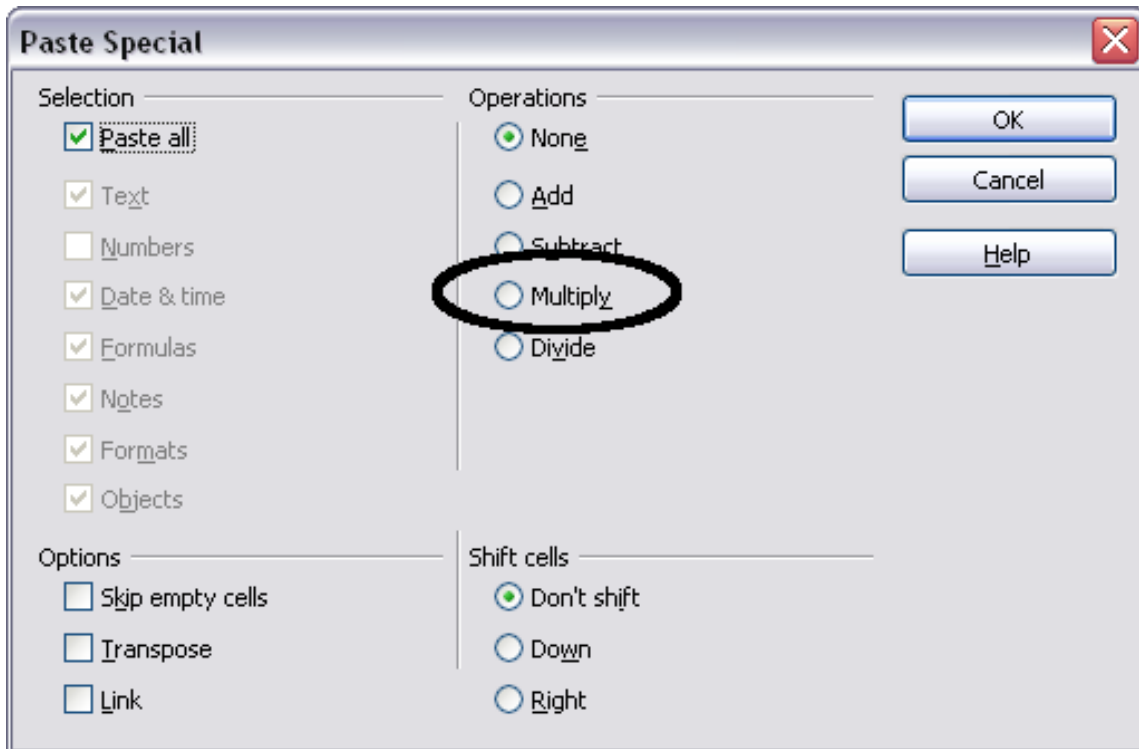 Paste Special
Selection
Paste all
Text
Numbers
Date & time
Formulas
Notes
Formats
Objects
Operations
None
Add
Subtract
Multiply
Divide
OK
Cancel
Help
Options
Skip empty cells
Transpose
Link
Shift cells
Don't shift
Down
Right